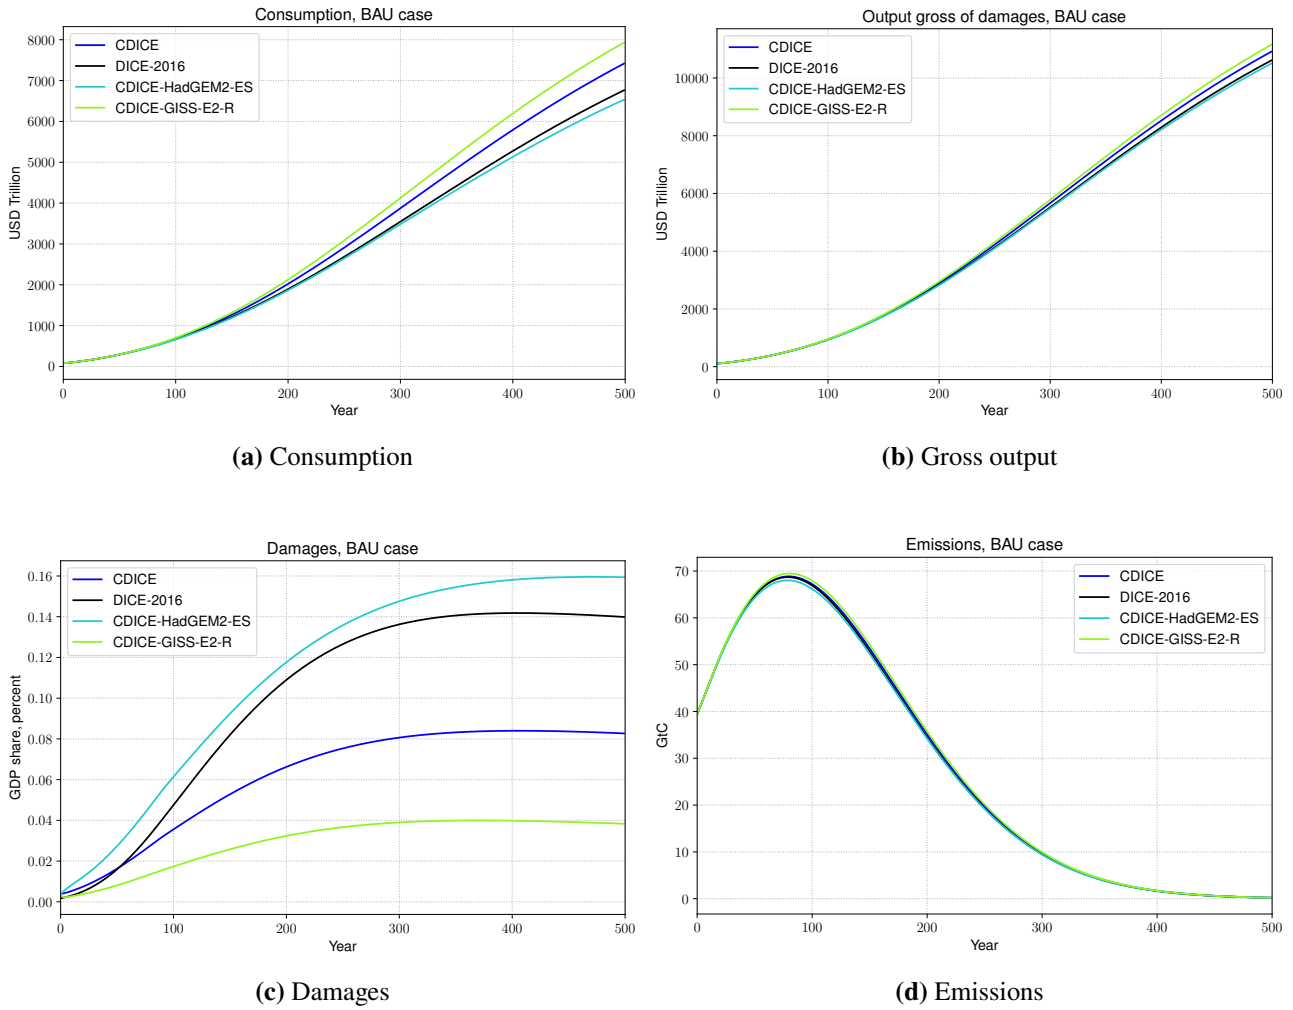 Consumption, BAU case
CDICE
DICE-2016
CDICE-HadGEM2-ES
CDICE-GISS-E2-R
8000
7000
6000
5000
4000
3000
2000
1000
0
USD Trillion
0 100 200 300 400 500
Year
(a) Consumption
Output gross of damages, BAU case
CDICE
DICE-2016
CDICE-HadGEM2-ES
CDICE-GISS-E2-R
10000
8000
6000
4000
2000
0
USD Trillion
0 100 200 300 400 500
Year
(b) Gross output
Damages, BAU case
CDICE
DICE-2016
CDICE-HadGEM2-ES
CDICE-GISS-E2-R
0.16
0.14
0.12
0.10
0.08
0.06
0.04
0.02
0.00
GDP share, percent
0 100 200 300 400 500
Year
(c) Damages
Emissions, BAU case
CDICE
DICE-2016
CDICE-HadGEM2-ES
CDICE-GISS-E2-R
70
60
50
40
30
20
10
0
GtC
0 100 200 300 400 500
Year
(d) Emissions